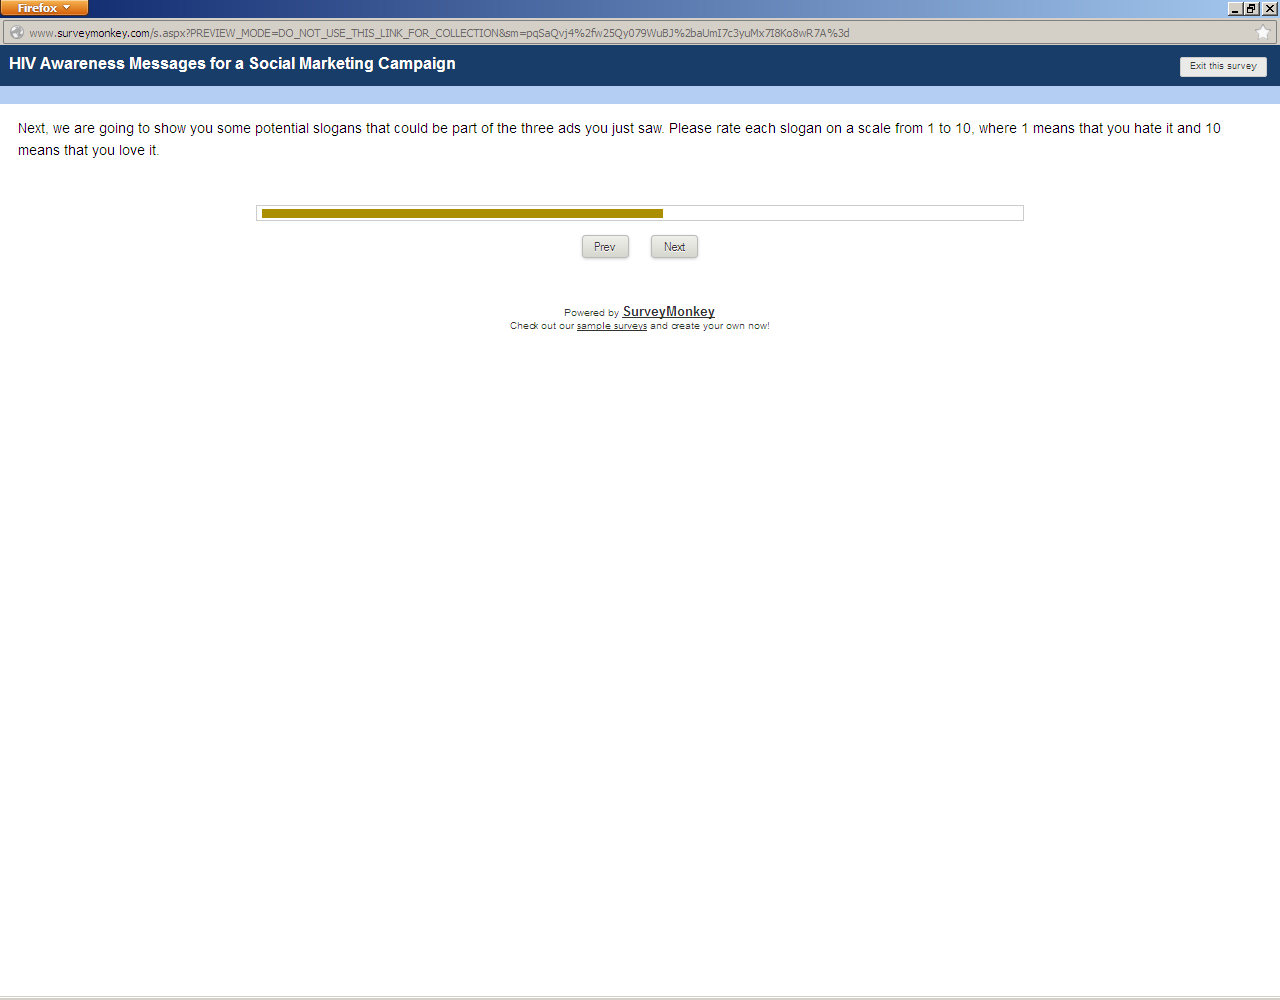 Firefox
www.surveymonkey.com/s.aspx?PREVIEW_MODE=DO_NOT_USE_THIS_LINK_FOR_COLLECTION&sm=pqSaQvj4%2fw25Qy079WuBJ%2baUmI7c3yuMx7I8Ko8wR7A%3d
HIV Awareness Messages for a Social Marketing Campaign
Exit this survey
Next, we are going to show you some potential slogans that could be part of the three ads you just saw. Please rate each slogan on a scale from 1 to 10, where 1 means that you hate it and 10
means that you love it.
Prev Next
Powered by SurveyMonkey
Check out our sample surveys and create your own now!